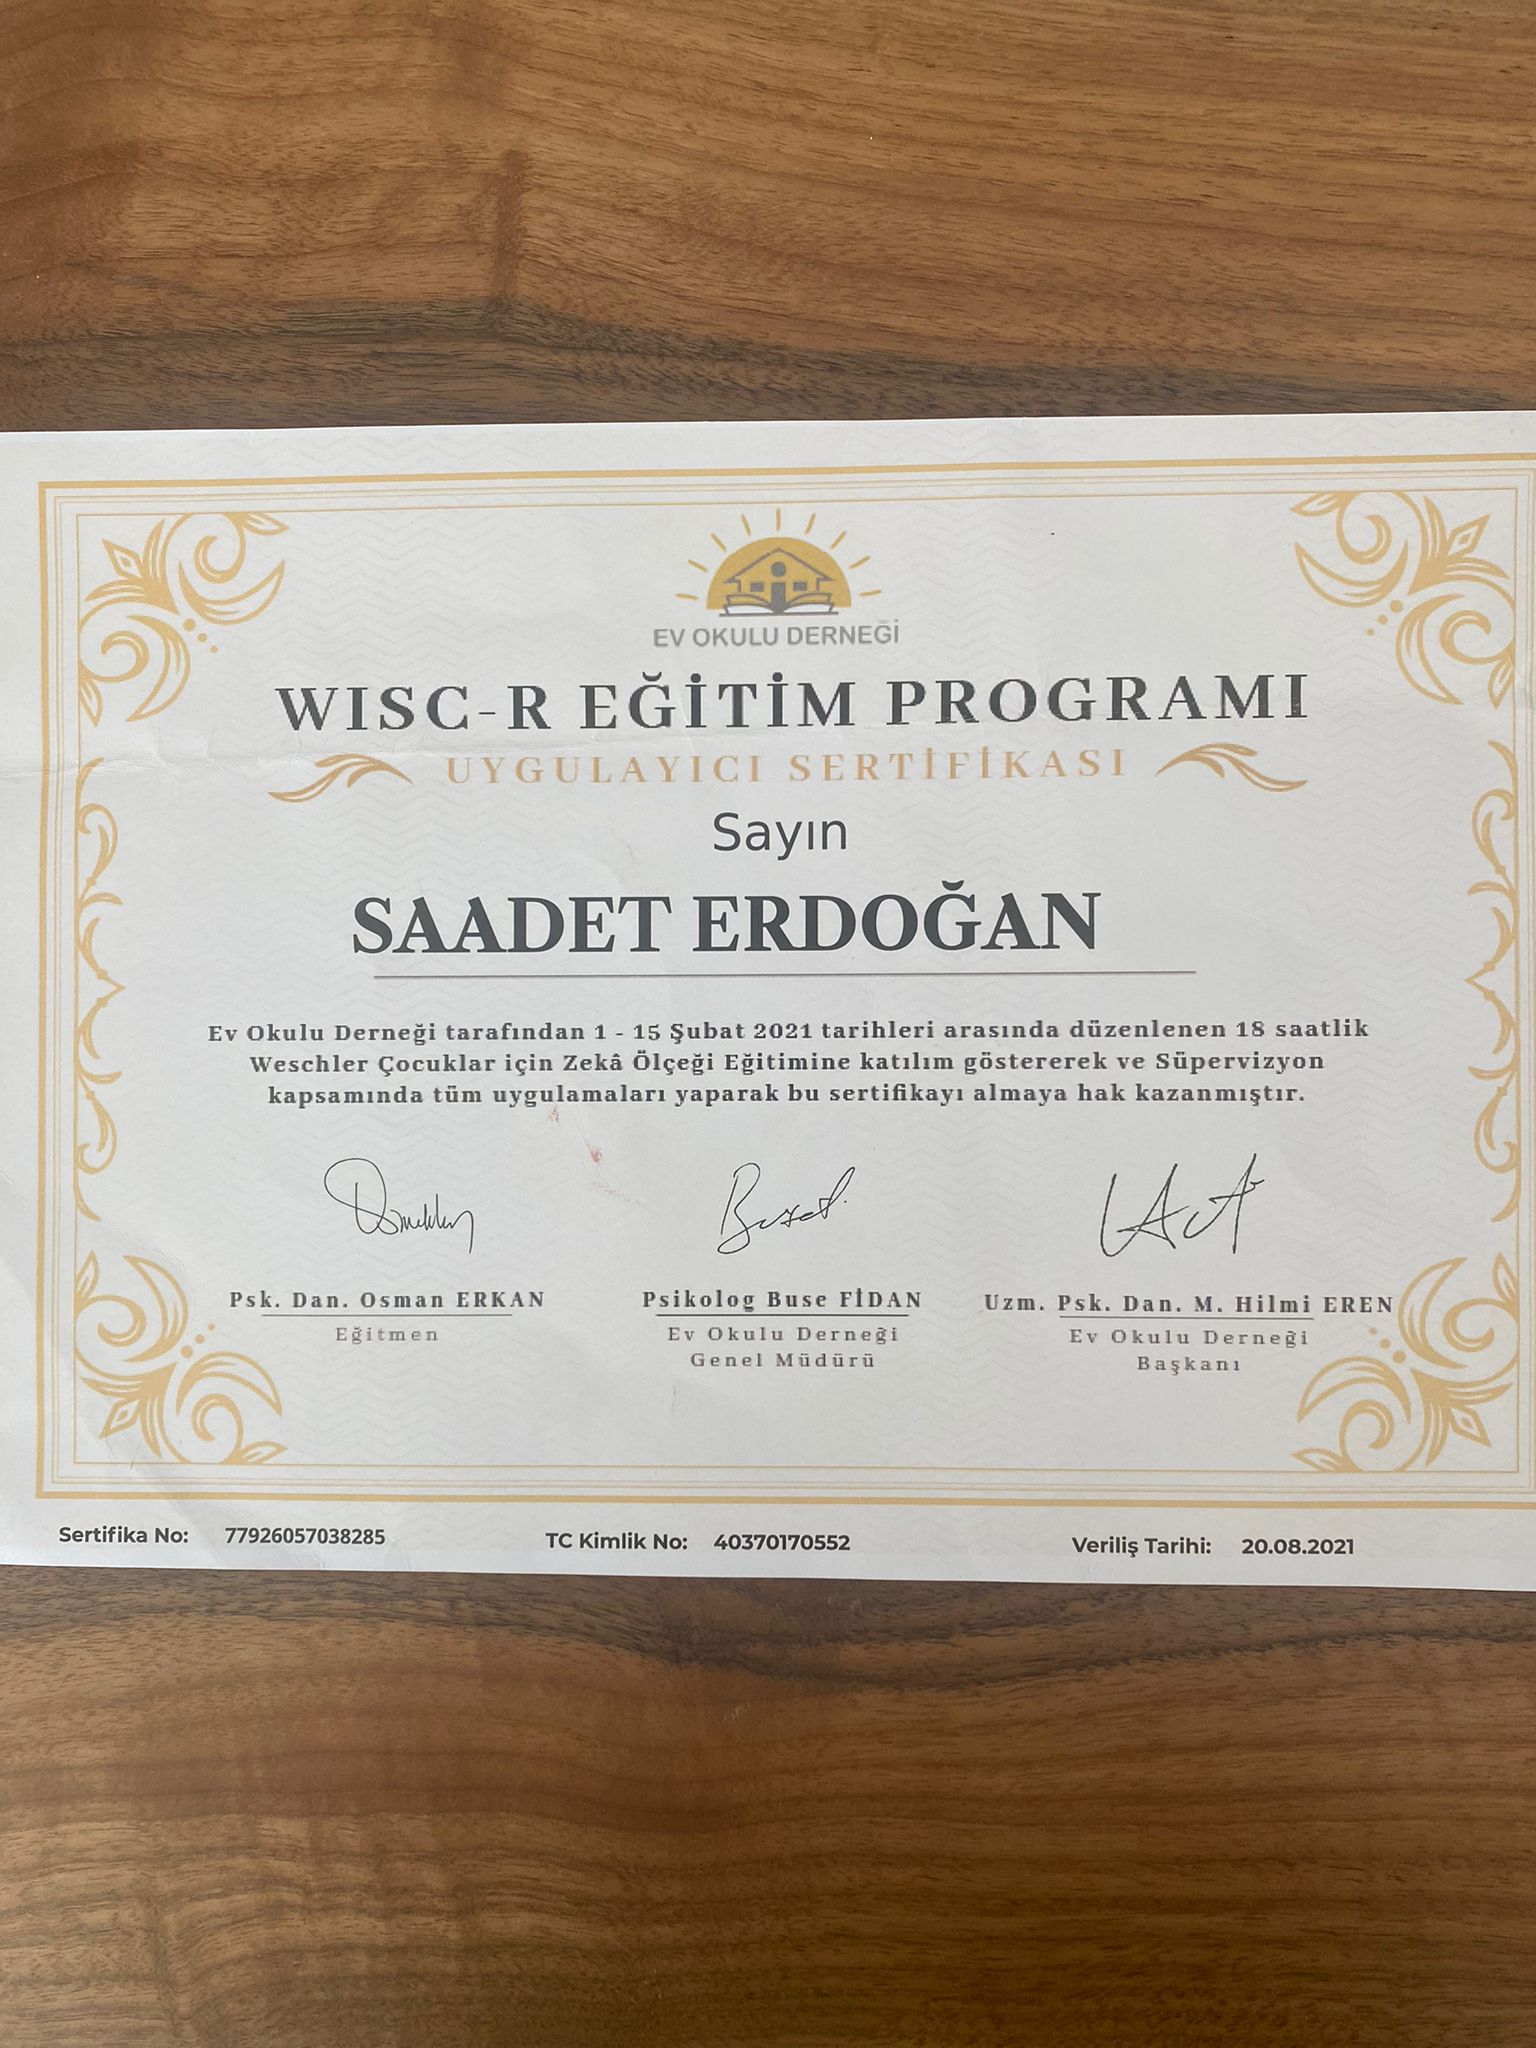 EV OKULU DERNEĞİ
WISC-R EĞİTİM PROGRAMI
UYGULAYICI SERTİFİKASI
Sayın
SAADET ERDOĞAN
Ev Okulu Derneği tarafından 1 - 15 Şubat 2021 tarihleri arasında düzenlenen 18 saatlik
Weschler Çocuklar için Zekâ Ölçeği Eğitimine katılım göstererek ve Süpervizyon
kapsamında tüm uygulamaları yaparak bu sertifikayı almaya hak kazanmıştır.
Psk. Dan. Osman ERKAN
Eğitmen
Psikolog Buse FİDAN
Ev Okulu Derneği
Genel Müdürü
Uzm. Psk. Dan. M. Hilmi EREN
Ev Okulu Derneği
Başkanı
Sertifika No: 77926057038285
TC Kimlik No: 40370170552
Veriliş Tarihi: 20.08.2021